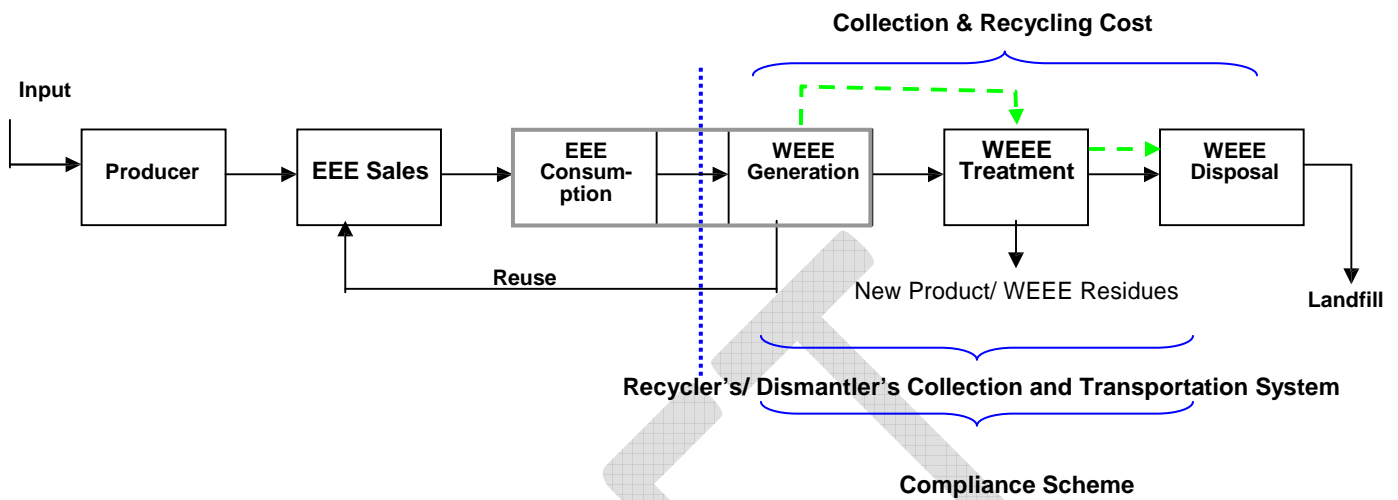 Collection & Recycling Cost
Input
Producer
EEE Sales
EEE
Consum-
ption
WEEE
Generation
WEEE
Treatment
WEEE
Disposal
Reuse
New Product/ WEEE Residues
Landfill
Recycler’s/ Dismantler’s Collection and Transportation System
Compliance Scheme